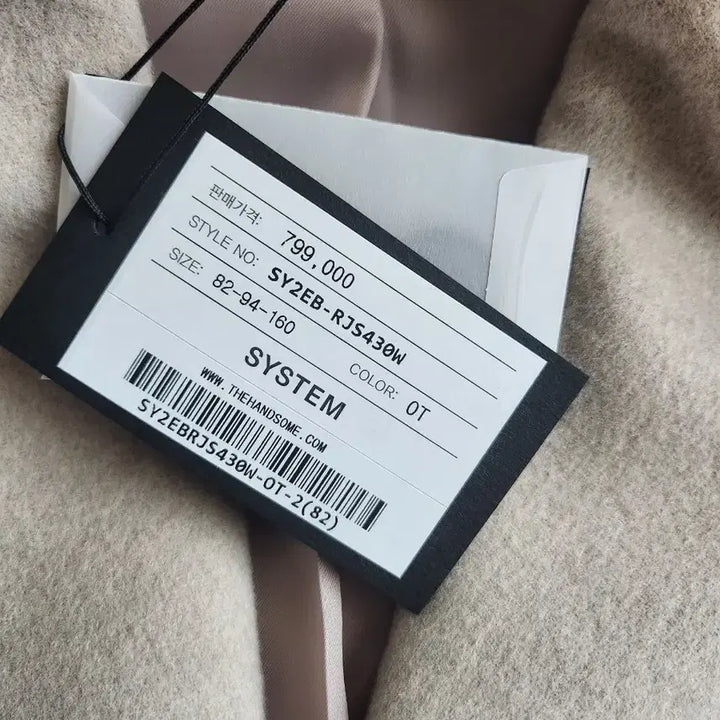 판매가격: 799,000
STYLE NO: SY2EB-RJS430W
SIZE: 82-94-160 COLOR: OT
SYSTEM
WWW.THEHANDSOME.COM
SY2EBRJS430W-OT-2(82)